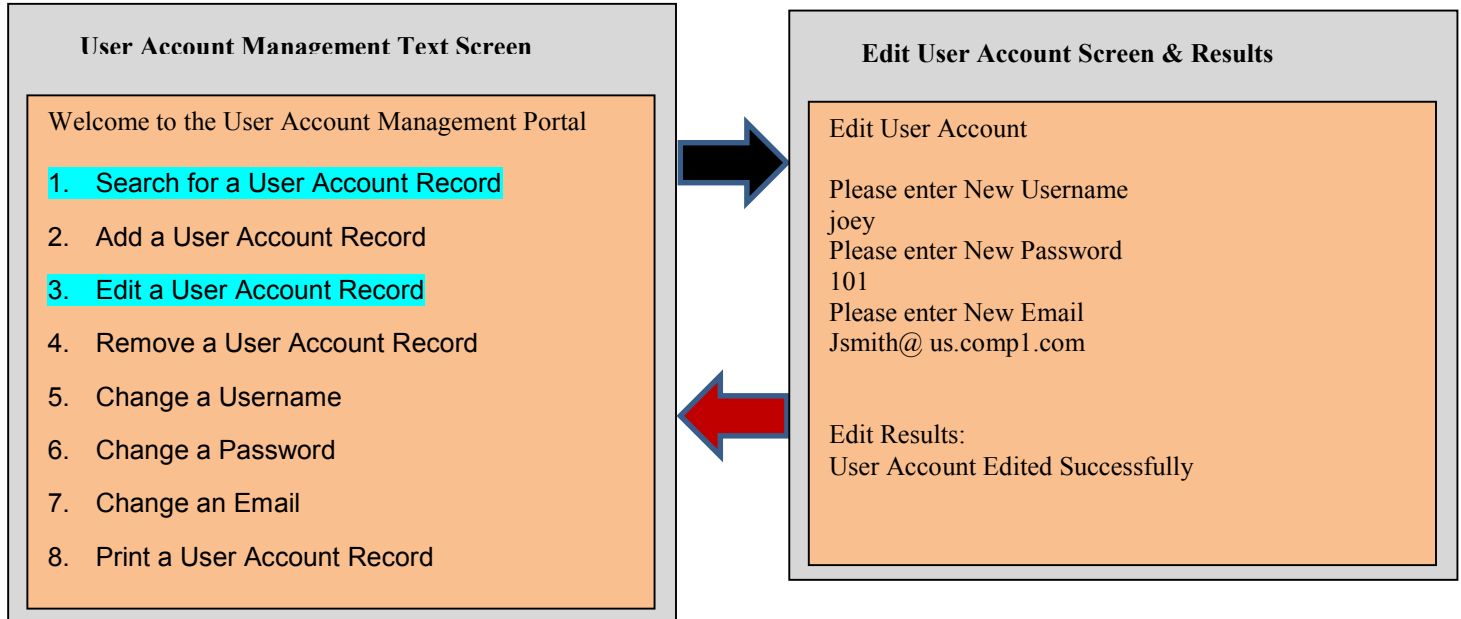 User Account Management Text Screen
Welcome to the User Account Management Portal
1. Search for a User Account Record
2. Add a User Account Record
3. Edit a User Account Record
4. Remove a User Account Record
5. Change a Username
6. Change a Password
7. Change an Email
8. Print a User Account Record
Edit User Account Screen & Results
Edit User Account
Please enter New Username
joey
Please enter New Password
101
Please enter New Email
Jsmith@ us.comp1.com
Edit Results:
User Account Edited Successfully